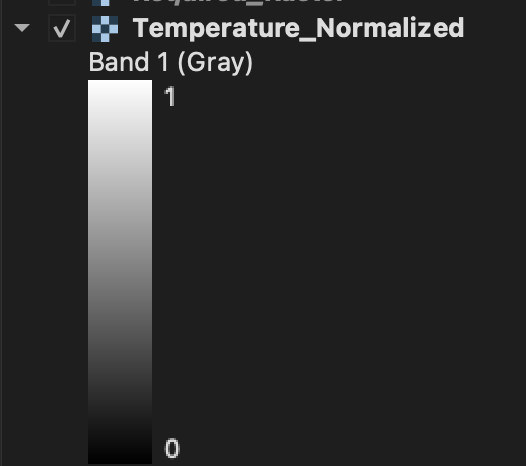 Temperature_Normalized
Band 1 (Gray)
1
0